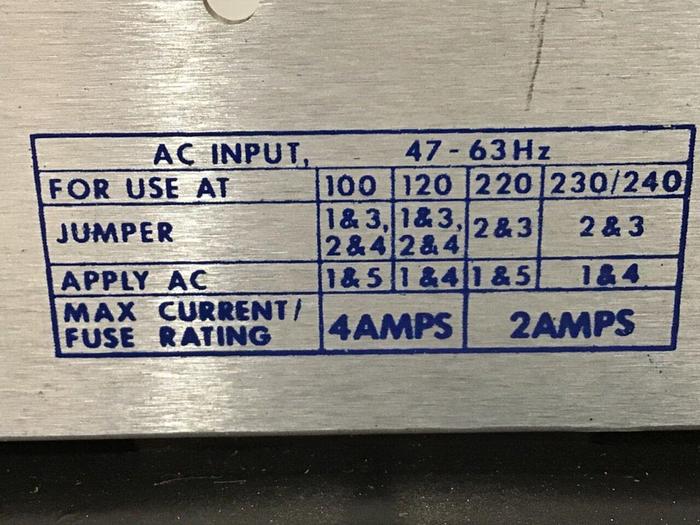 AC INPUT, 47-63Hz
FOR USE AT 100 120 220 230/240
JUMPER 1&3, 2&4 1&3, 2&4 2&3 2&3
APPLY AC 1&5 1&4 1&5 1&4
MAX CURRENT/
FUSE RATING 4AMPS 2AMPS